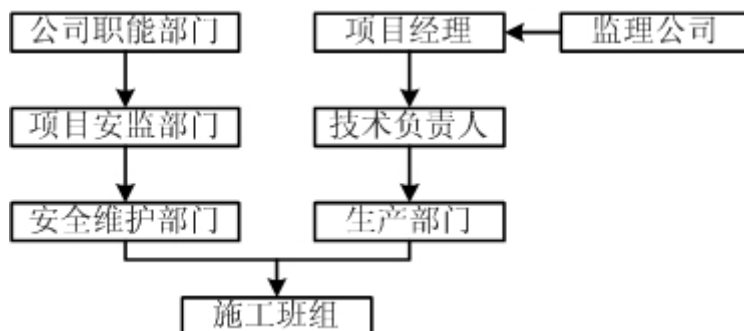 公司职能部门
项目经理
监理公司
项目安监部门
技术负责人
安全维护部门
生产部门
施工班组